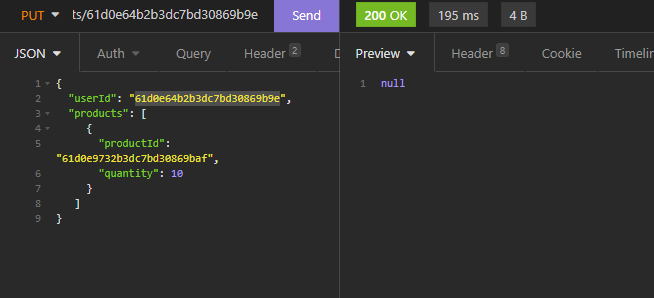 PUT ts/61d0e64b2b3dc7bd30869b9e Send 200 OK 195 ms 4 B
JSON Auth Query Header 2 Preview Header 8 Cookie Timelin
1 { 1 null
2 "userId": "61d0e64b2b3dc7bd30869b9e",
3 "products": [
4 {
5 "productId":
"61d0e9732b3dc7bd30869baf",
6 "quantity": 10
7 }
8 ]
9 }